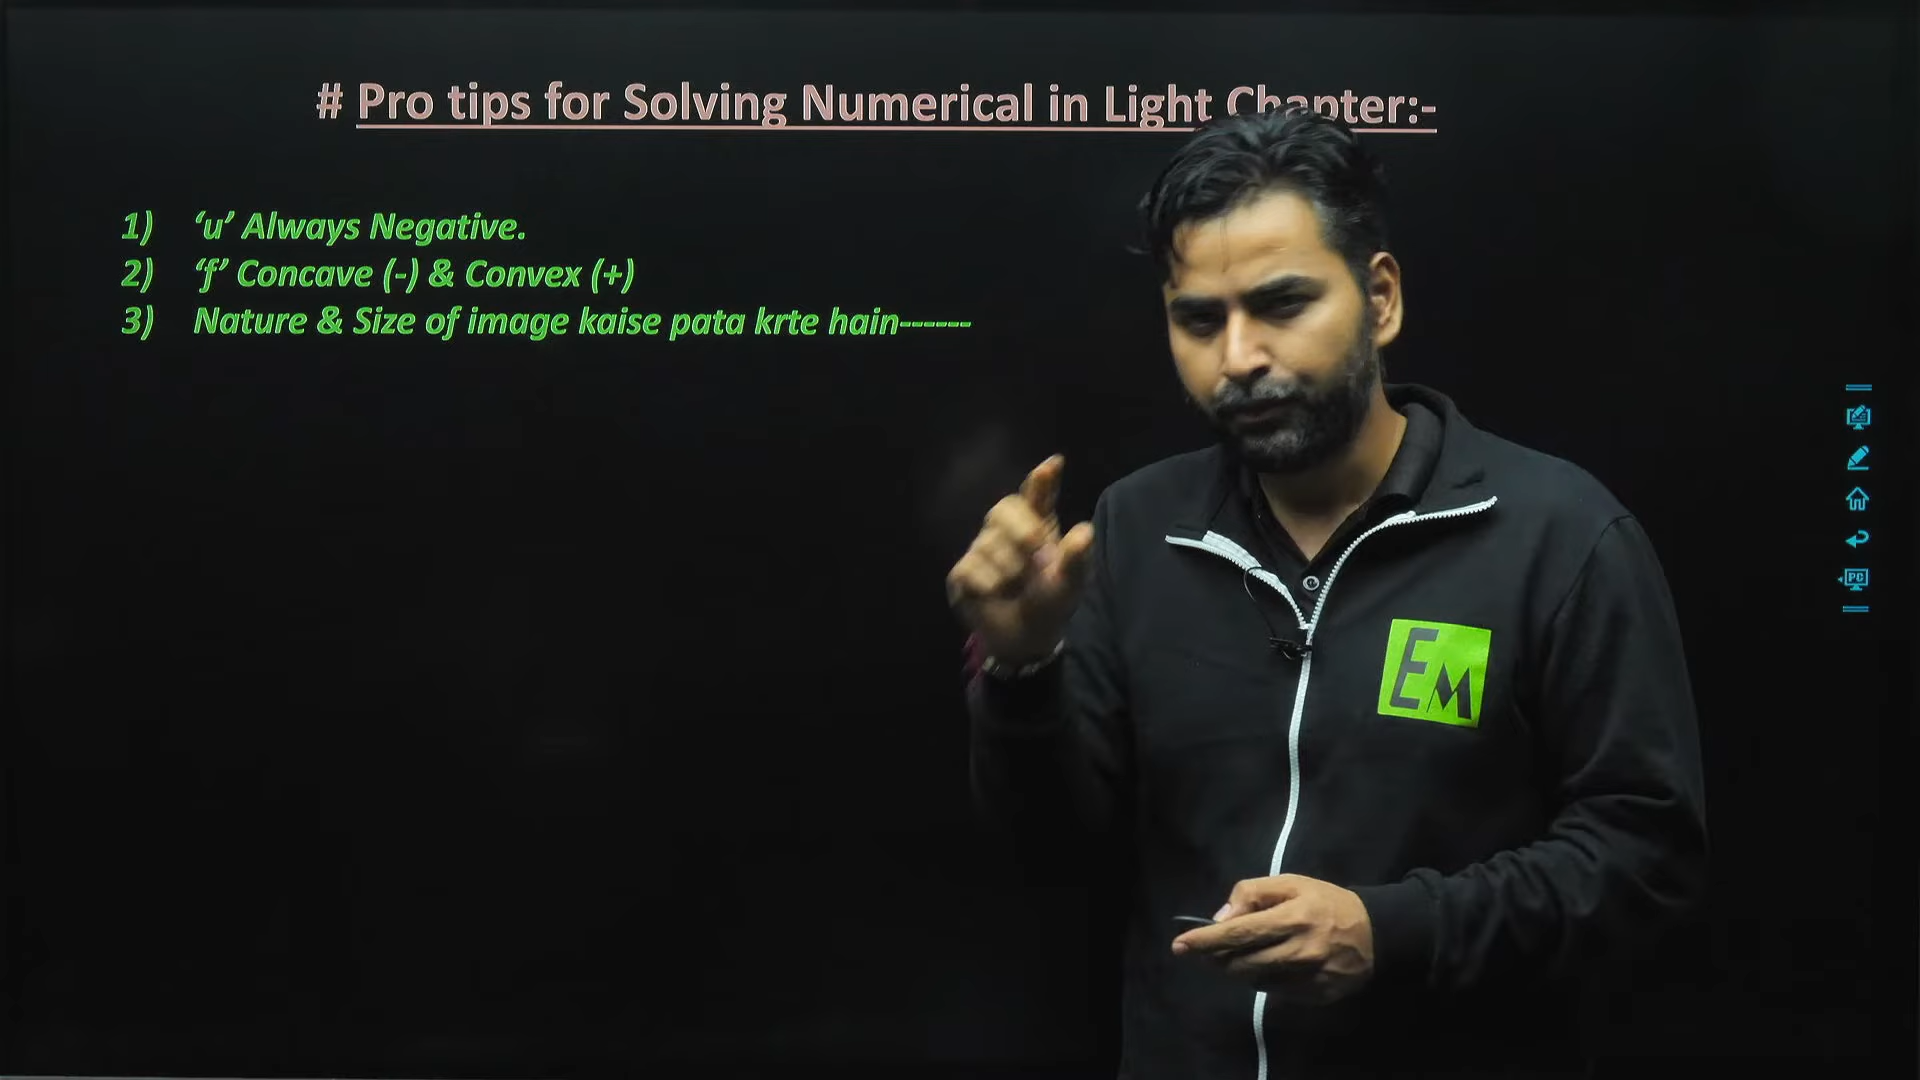 # Pro tips for Solving Numerical in Light Chapter:-
1) ‘u’ Always Negative.
2) ‘f’ Concave (-) & Convex (+)
3) Nature & Size of image kaise pata krte hain------
PC
EM